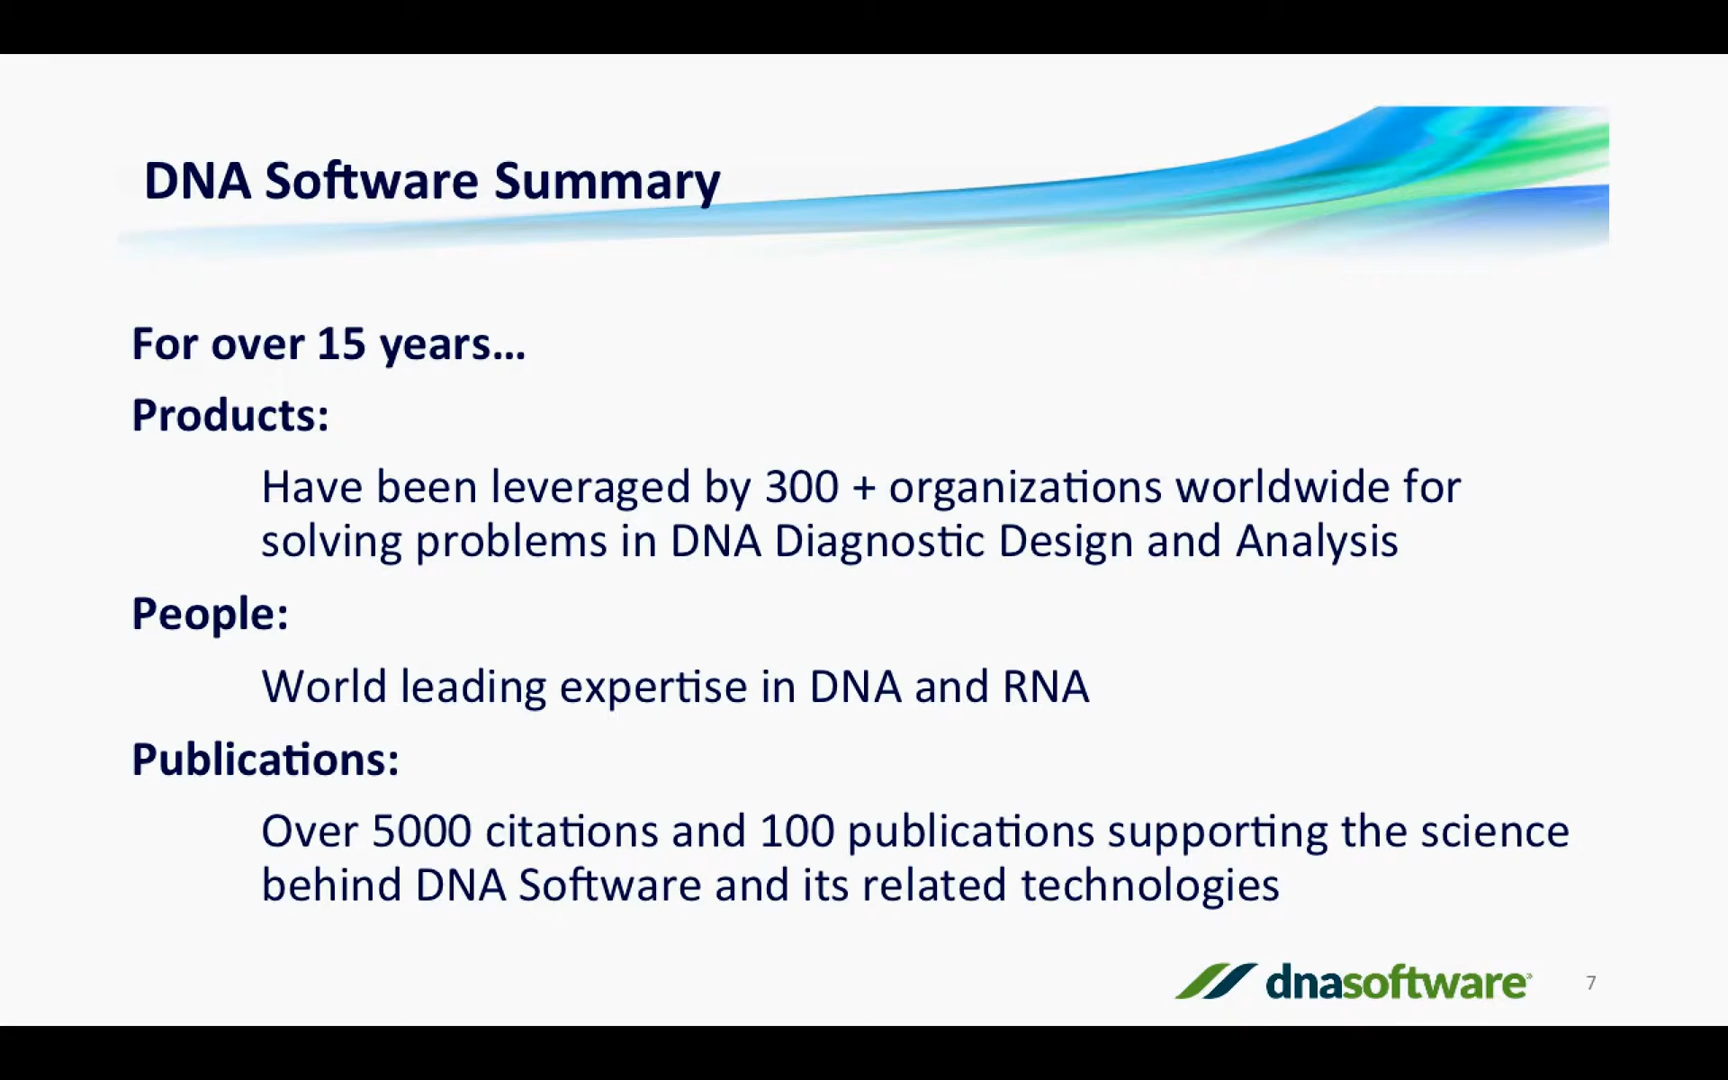 DNA Software Summary
For over 15 years...
Products:
Have been leveraged by 300 + organizations worldwide for
solving problems in DNA Diagnostic Design and Analysis
People:
World leading expertise in DNA and RNA
Publications:
Over 5000 citations and 100 publications supporting the science
behind DNA Software and its related technologies
dnasoftware
7